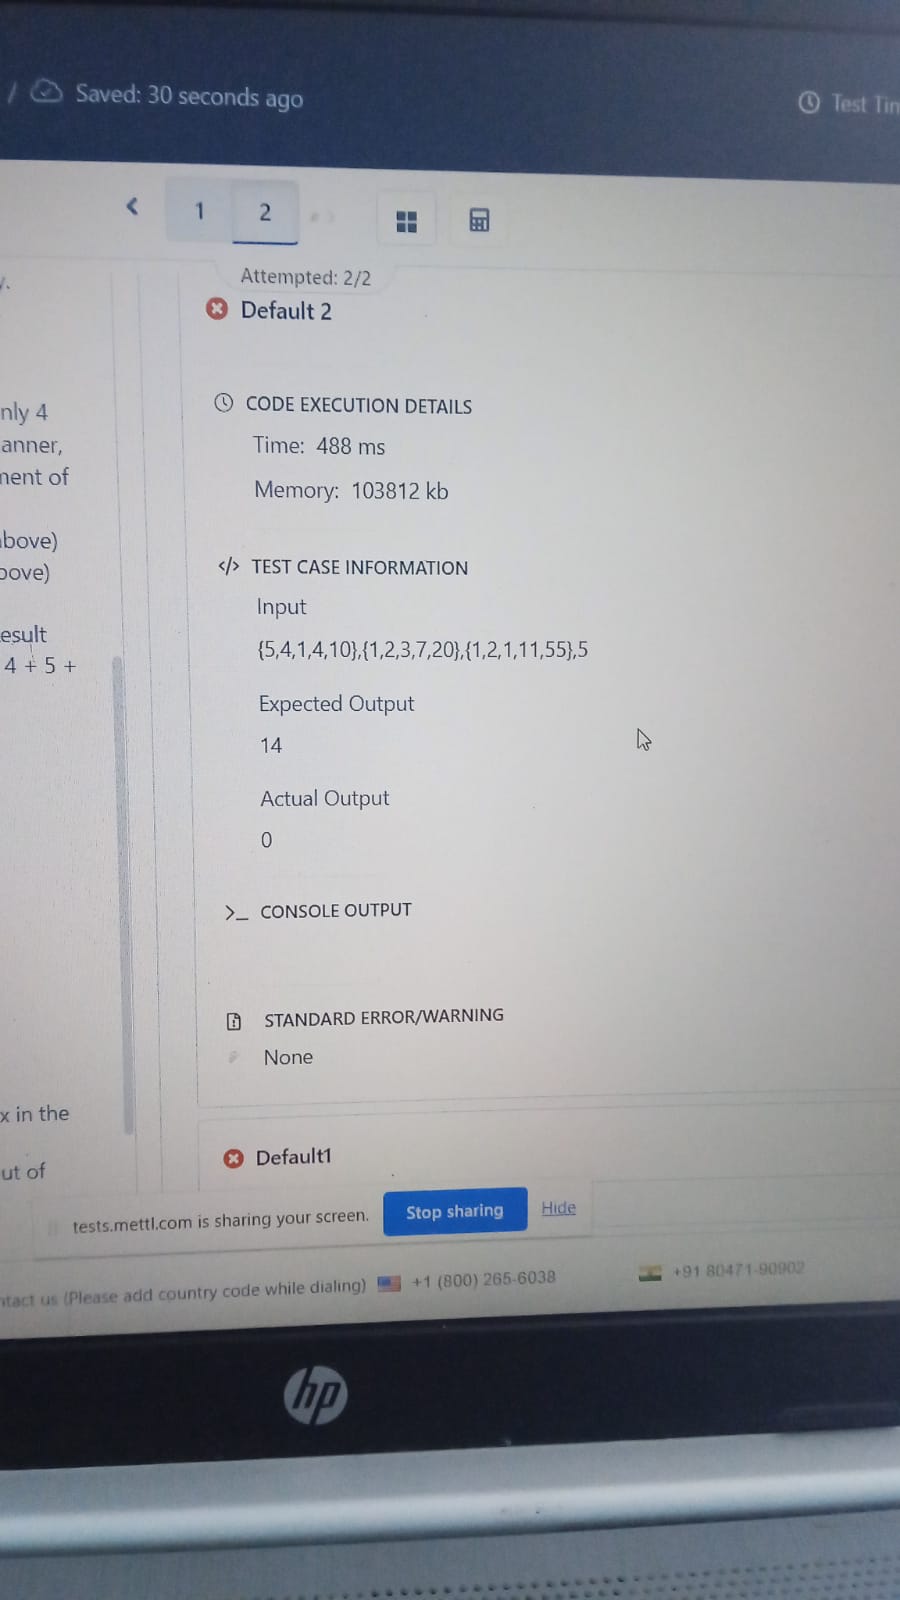 / Saved: 30 seconds ago
Test Tim
1 2
Attempted: 2/2
Default 2
y.
nly 4
anner,
ment of
bove)
bove)
esult
4 + 5 +
x in the
ut of
CODE EXECUTION DETAILS
Time: 488 ms
Memory: 103812 kb
</> TEST CASE INFORMATION
Input
{5,4,1,4,10},{1,2,3,7,20},{1,2,1,11,55},5
Expected Output
14
Actual Output
0
>_ CONSOLE OUTPUT
STANDARD ERROR/WARNING
None
Default1
tests.mettl.com is sharing your screen. Stop sharing Hide
ntact us (Please add country code while dialing) +1 (800) 265-6038 +91 80471-90902
hp